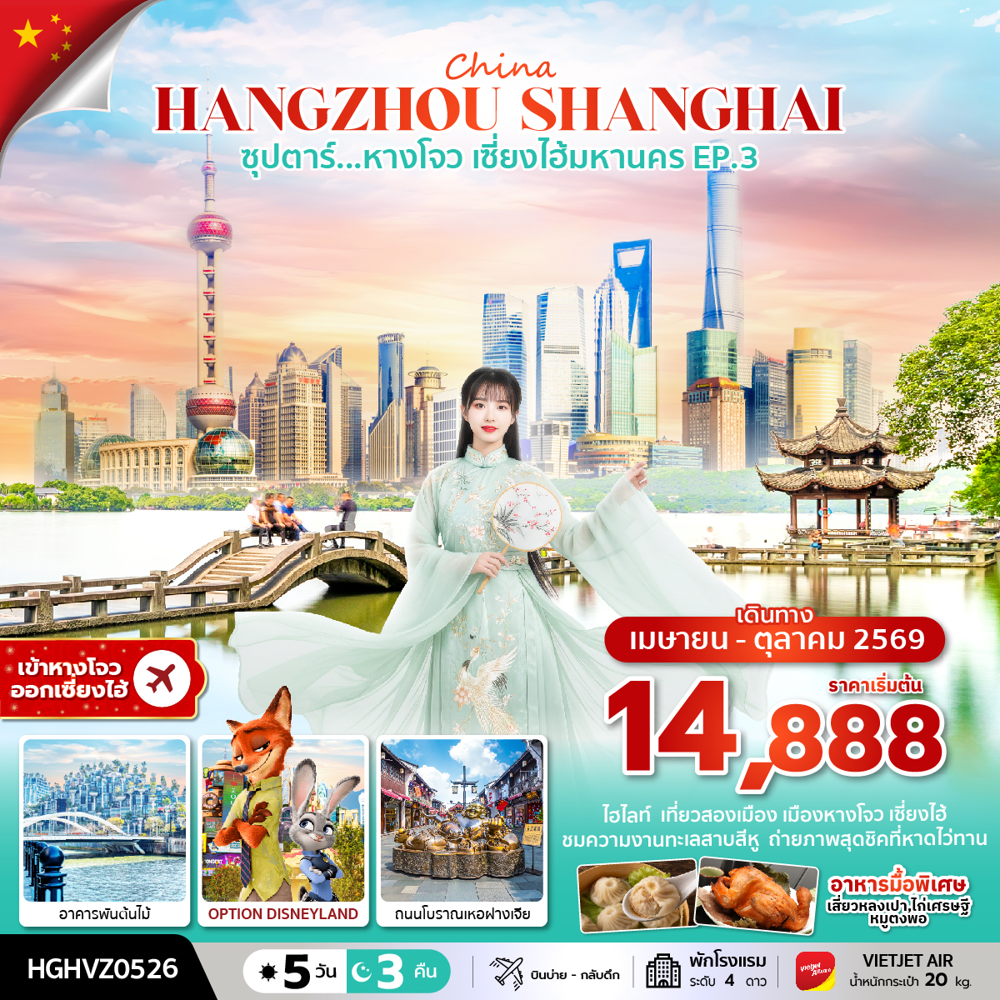 China
HANGZHOU SHANGHAI
ซุปตาร์...หางโจว เซี่ยงไฮ้มหานคร EP.3
เดินทาง
เมษายน - ตุลาคม 2569
เข้าหางโจว
ออกเซี่ยงไฮ้
ราคาเริ่มต้น
14,888
ไฮไลท์ เที่ยวสองเมือง เมืองหางโจว เซี่ยงไฮ้
ชมความงานทะเลสาบสีหู ถ่ายภาพสุดชิคที่หาดไว่ทาน
อาคารพันต้นไม้
OPTION DISNEYLAND
ถนนโบราณเหอฝางเจีย
อาหารมื้อพิเศษ
เสี่ยวหลงเปา,ไก่เศรษฐี
หมูตงพอ
HGHVZ0526
5 วัน 3 คืน
บินบ่าย - กลับดึก
พักโรงแรม
ระดับ 4 ดาว
vietjet Air.com
VIETJET AIR
น้ำหนักกระเป๋า 20 kg.